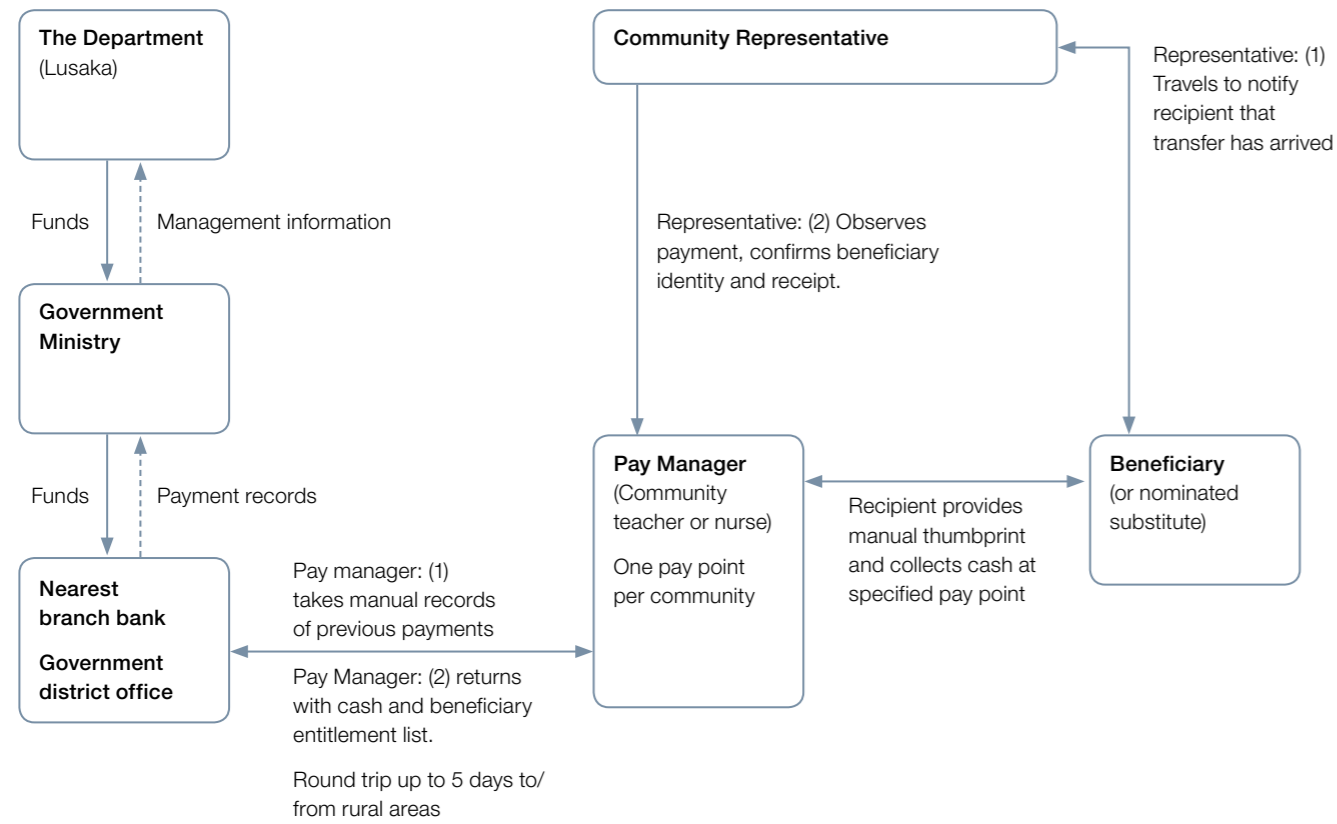 The Department
(Lusaka)
Funds
Management information
Government
Ministry
Funds
Payment records
Nearest
branch bank
Government
district office
Pay manager: (1)
takes manual records
of previous payments
Pay Manager: (2) returns
with cash and beneficiary
entitlement list.
Round trip up to 5 days to/
from rural areas
Community Representative
Representative: (2) Observes
payment, confirms beneficiary
identity and receipt.
Pay Manager
(Community
teacher or nurse)
One pay point
per community
Recipient provides
manual thumbprint
and collects cash at
specified pay point
Representative: (1)
Travels to notify
recipient that
transfer has arrived
Beneficiary
(or nominated
substitute)